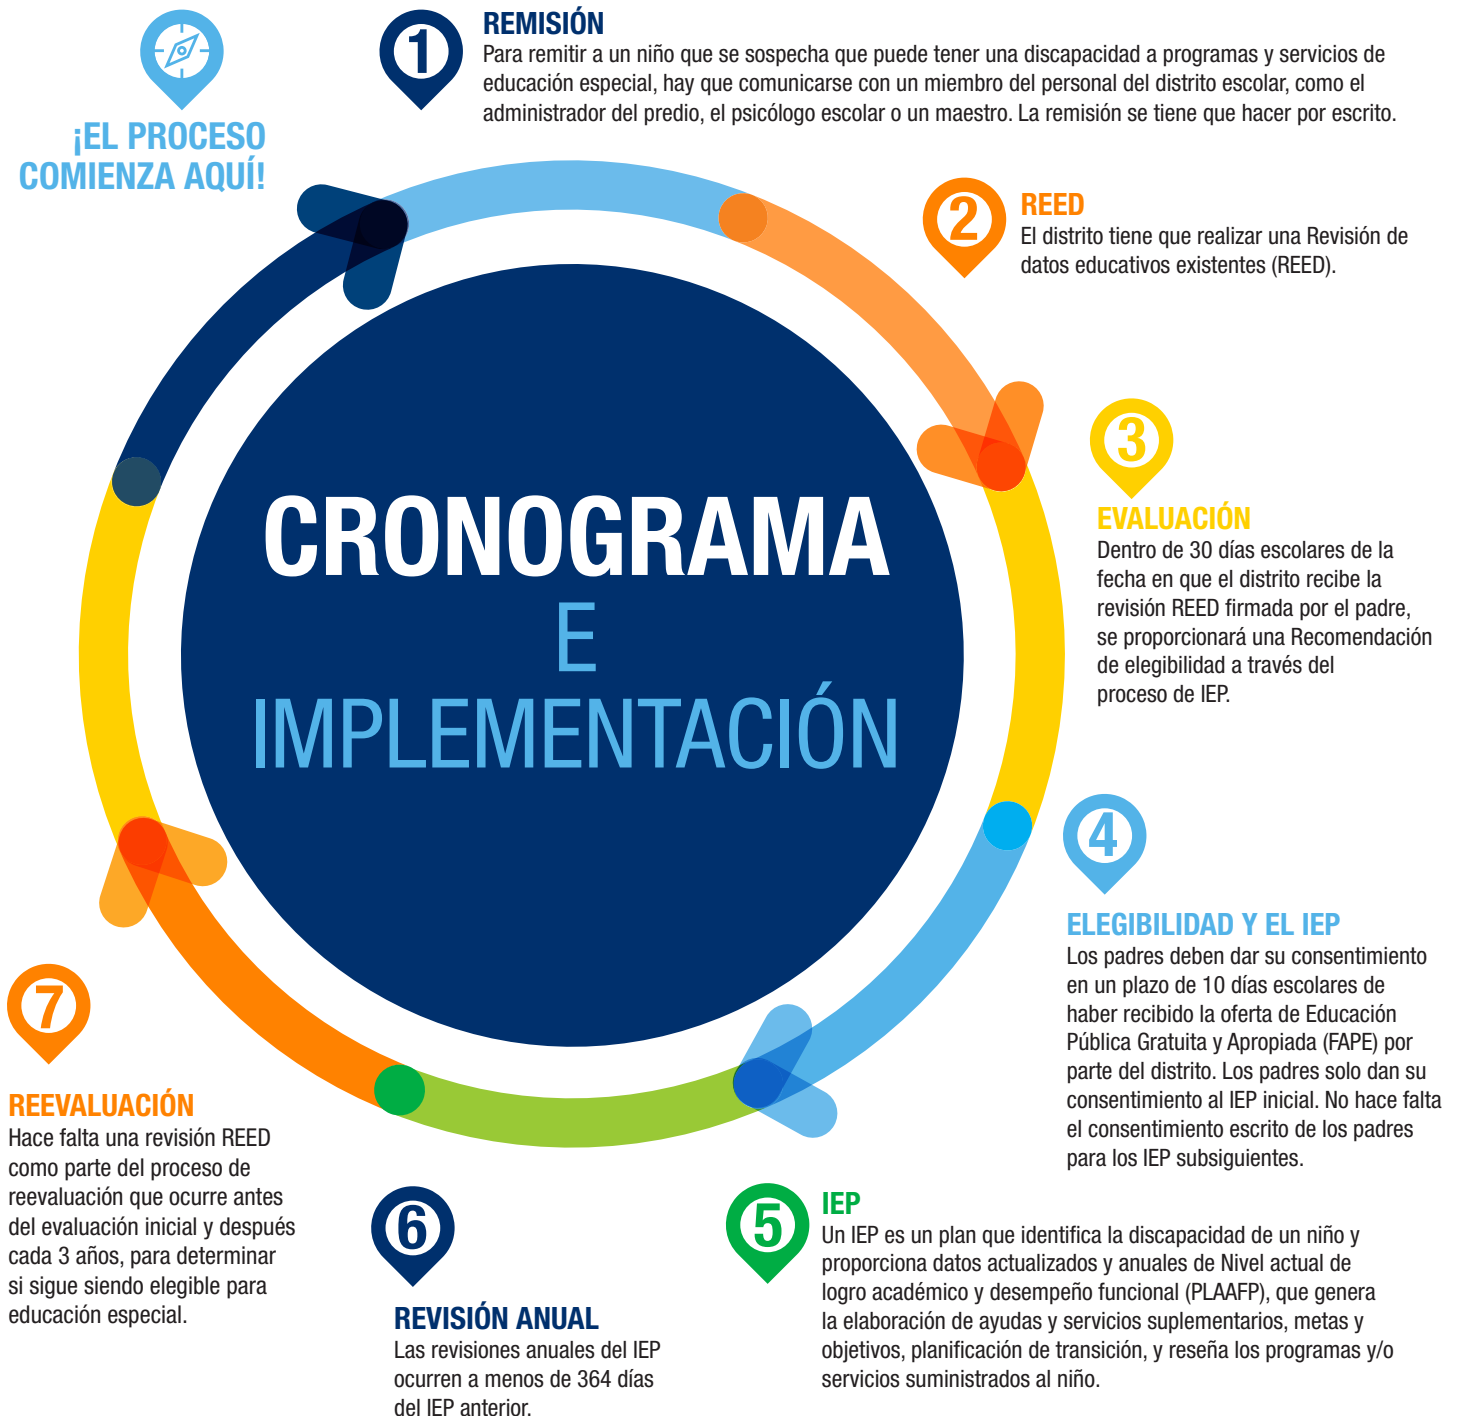 ¡EL PROCESO
COMIENZA AQUÍ!
1
REMISIÓN
Para remitir a un niño que se sospecha que puede tener una discapacidad a programas y servicios de
educación especial, hay que comunicarse con un miembro del personal del distrito escolar, como el
administrador del predio, el psicólogo escolar o un maestro. La remisión se tiene que hacer por escrito.
2
REED
El distrito tiene que realizar una Revisión de
datos educativos existentes (REED).
3
EVALUACIÓN
Dentro de 30 días escolares de la
fecha en que el distrito recibe la
revisión REED firmada por el padre,
se proporcionará una Recomendación
de elegibilidad a través del
proceso de IEP.
CRONOGRAMA
E
IMPLEMENTACIÓN
4
ELEGIBILIDAD Y EL IEP
Los padres deben dar su consentimiento
en un plazo de 10 días escolares de
haber recibido la oferta de Educación
Pública Gratuita y Apropiada (FAPE) por
parte del distrito. Los padres solo dan su
consentimiento al IEP inicial. No hace falta
el consentimiento escrito de los padres
para los IEP subsiguientes.
5
IEP
Un IEP es un plan que identifica la discapacidad de un niño y
proporciona datos actualizados y anuales de Nivel actual de
logro académico y desempeño funcional (PLAAFP), que genera
la elaboración de ayudas y servicios suplementarios, metas y
objetivos, planificación de transición, y reseña los programas y/o
servicios suministrados al niño.
6
REVISIÓN ANUAL
Las revisiones anuales del IEP
ocurren a menos de 364 días
del IEP anterior.
7
REEVALUACIÓN
Hace falta una revisión REED
como parte del proceso de
reevaluación que ocurre antes
del evaluación inicial y después
cada 3 años, para determinar
si sigue siendo elegible para
educación especial.